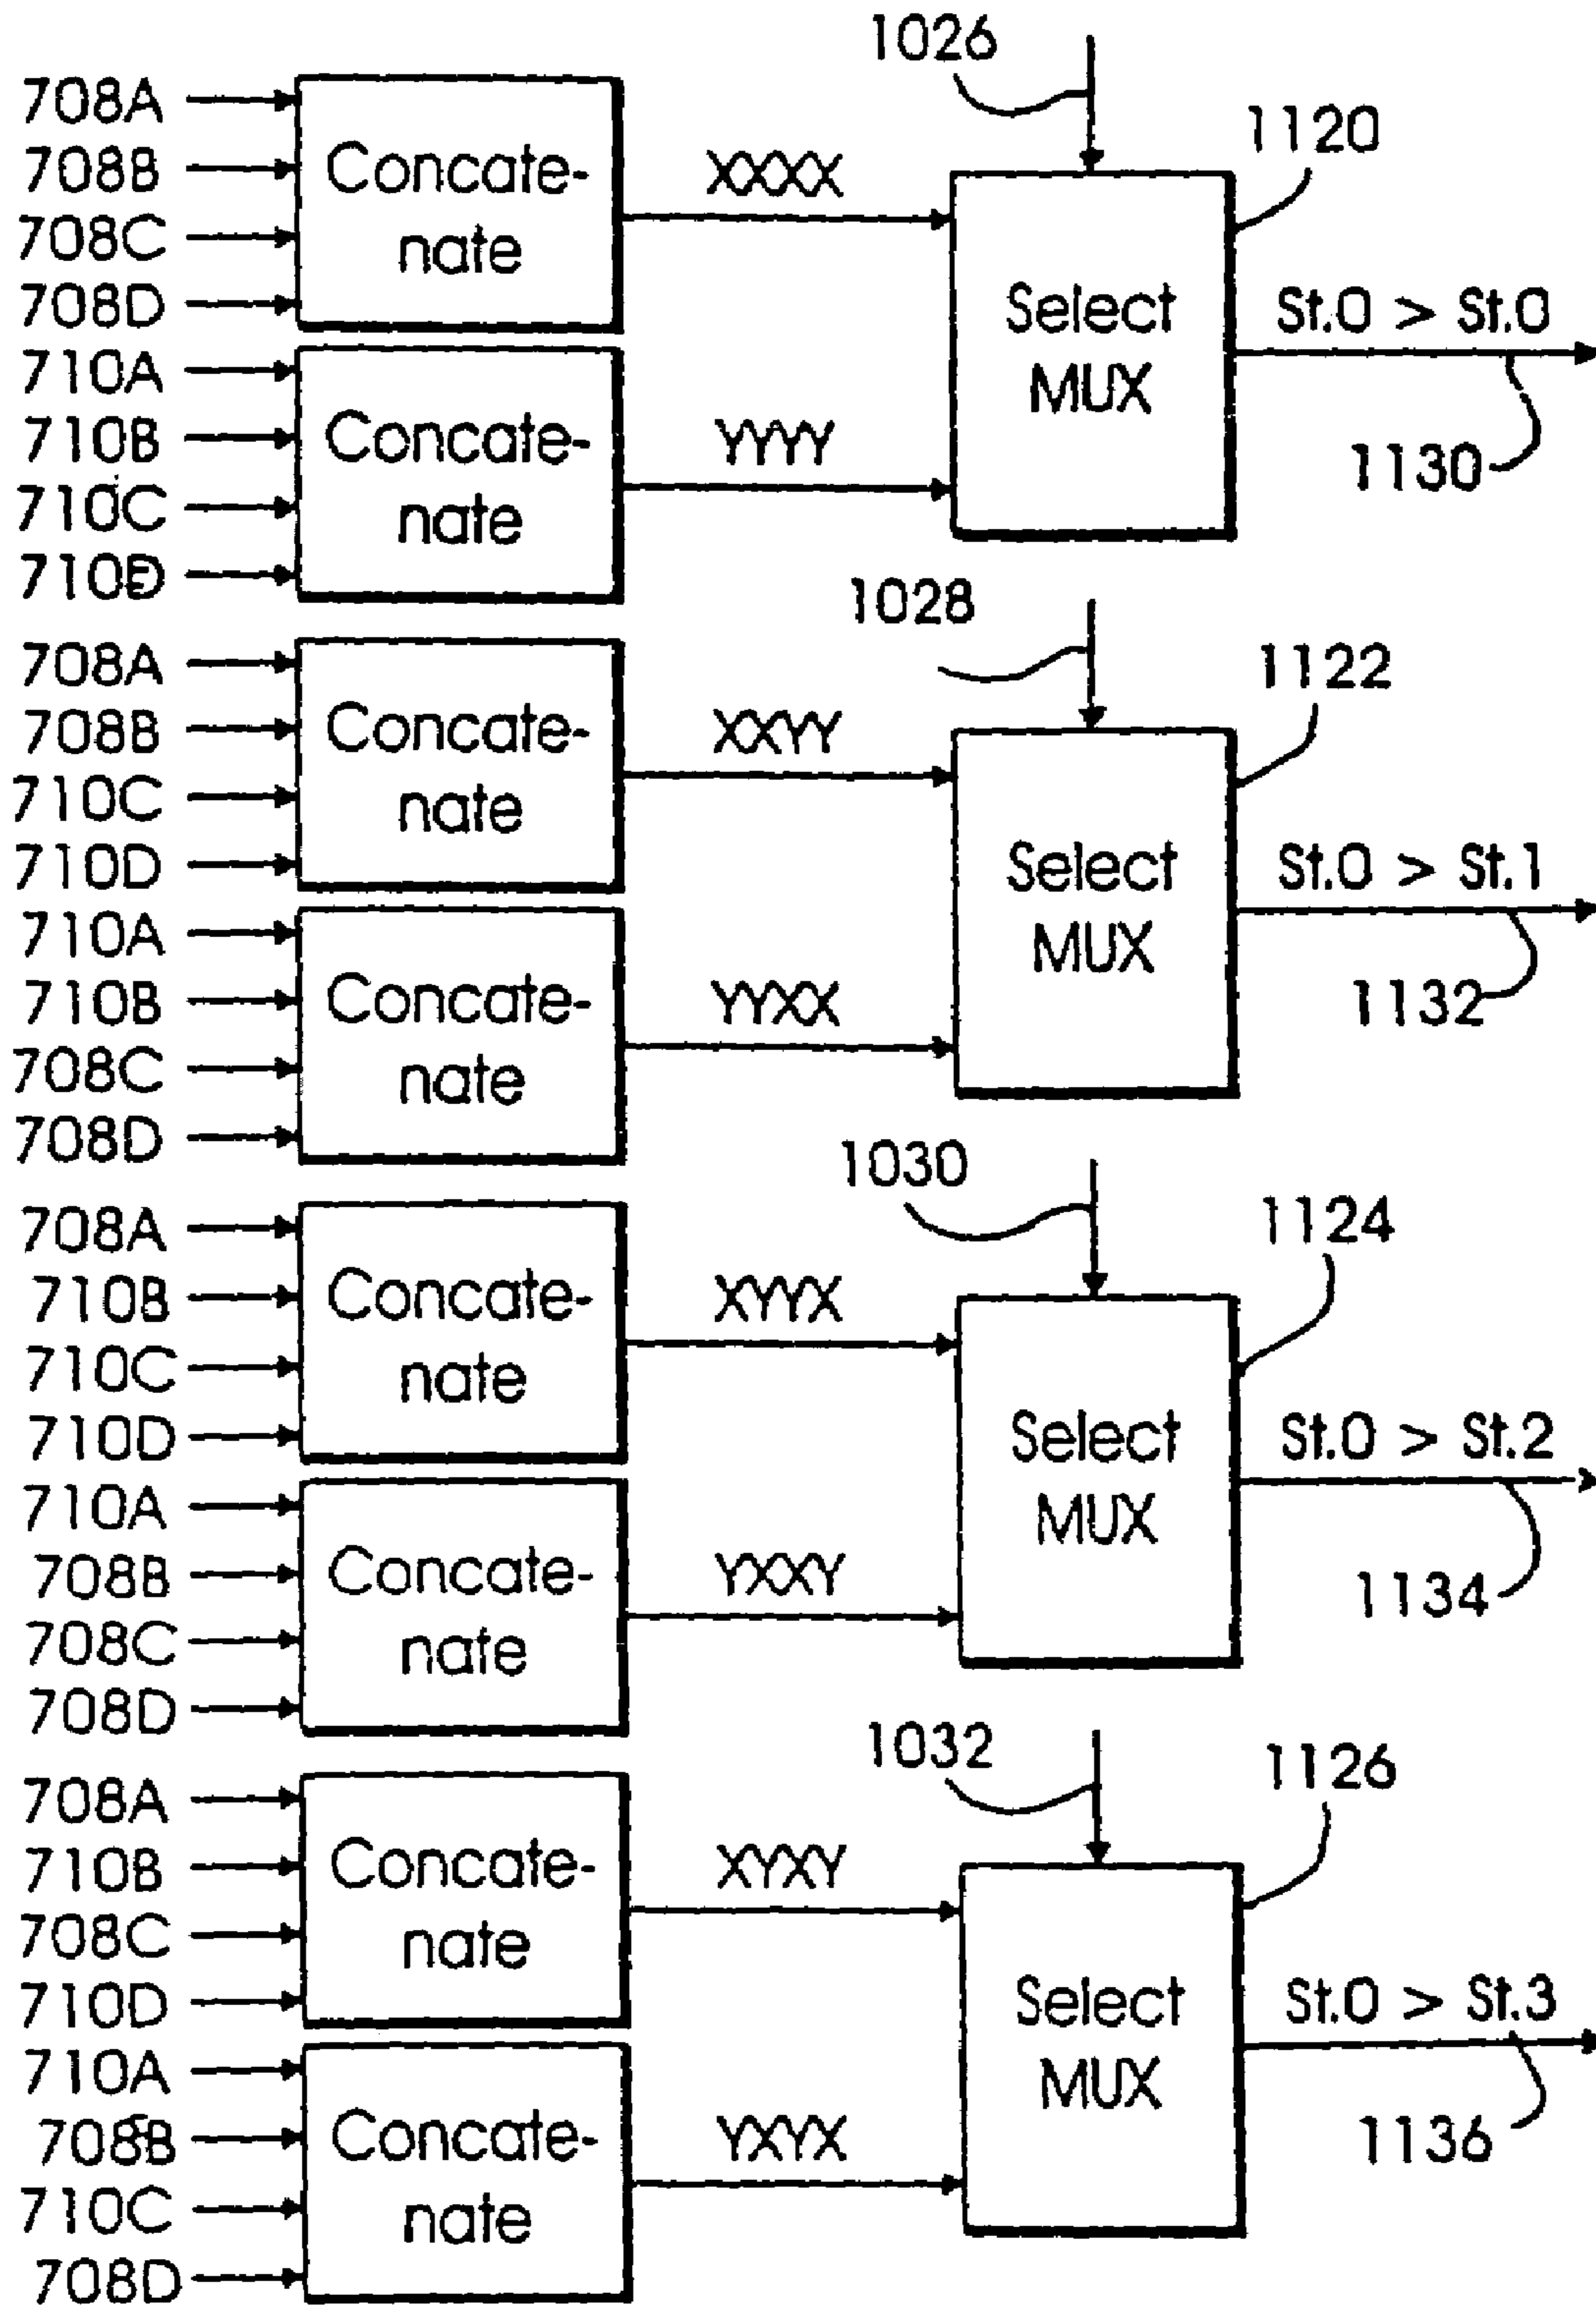 1026
708A
708B
708C
708D
Concate-
nate
XXXX
1120
Select
MUX
St.0 > St.0
1130
710A
710B
710C
710D
Concate-
nate
YYYY
1028
708A
708B
710C
710D
Concate-
nate
XXYY
1122
Select
MUX
St.0 > St.1
1132
710A
710B
708C
708D
Concate-
nate
YYXX
1030
708A
710B
710C
710D
Concate-
nate
XYYX
1124
Select
MUX
St.0 > St.2
1134
710A
708B
708C
708D
Concate-
nate
YXXY
1032
708A
710B
708C
710D
Concate-
nate
XYXY
1126
Select
MUX
St.0 > St.3
1136
710A
708B
710C
708D
Concate-
nate
YXYX